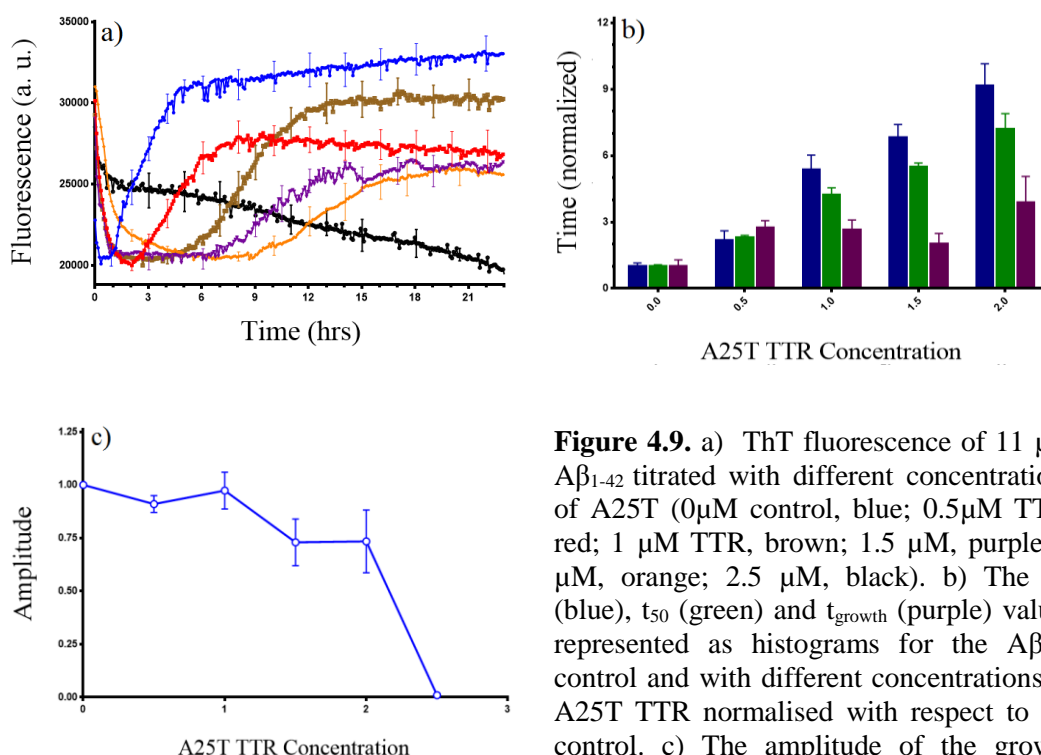 a)
35000
30000
25000
20000
Fluorescence (a. u.)
0 3 6 9 12 15 18 21
Time (hrs)
b)
12
9
6
3
0
Time (normalized)
0.0 0.5 1.0 1.5 2.0
A25T TTR Concentration
c)
1.25
1.00
0.75
0.50
0.25
0.00
Amplitude
0 1 2 3
A25T TTR Concentration
Figure 4.9. a) ThT fluorescence of 11
Aβ1-42 titrated with different
of A25T (0μM control, blue; 0.5μM
red; 1 μM TTR, brown; 1.5 μM, purple
μM, orange; 2.5 μM, black). b) The
(blue), t50 (green) and tgrowth (purple)
represented as histograms for the
control and with different concentrations
A25T TTR normalised with respect to
control. c) The amplitude of the